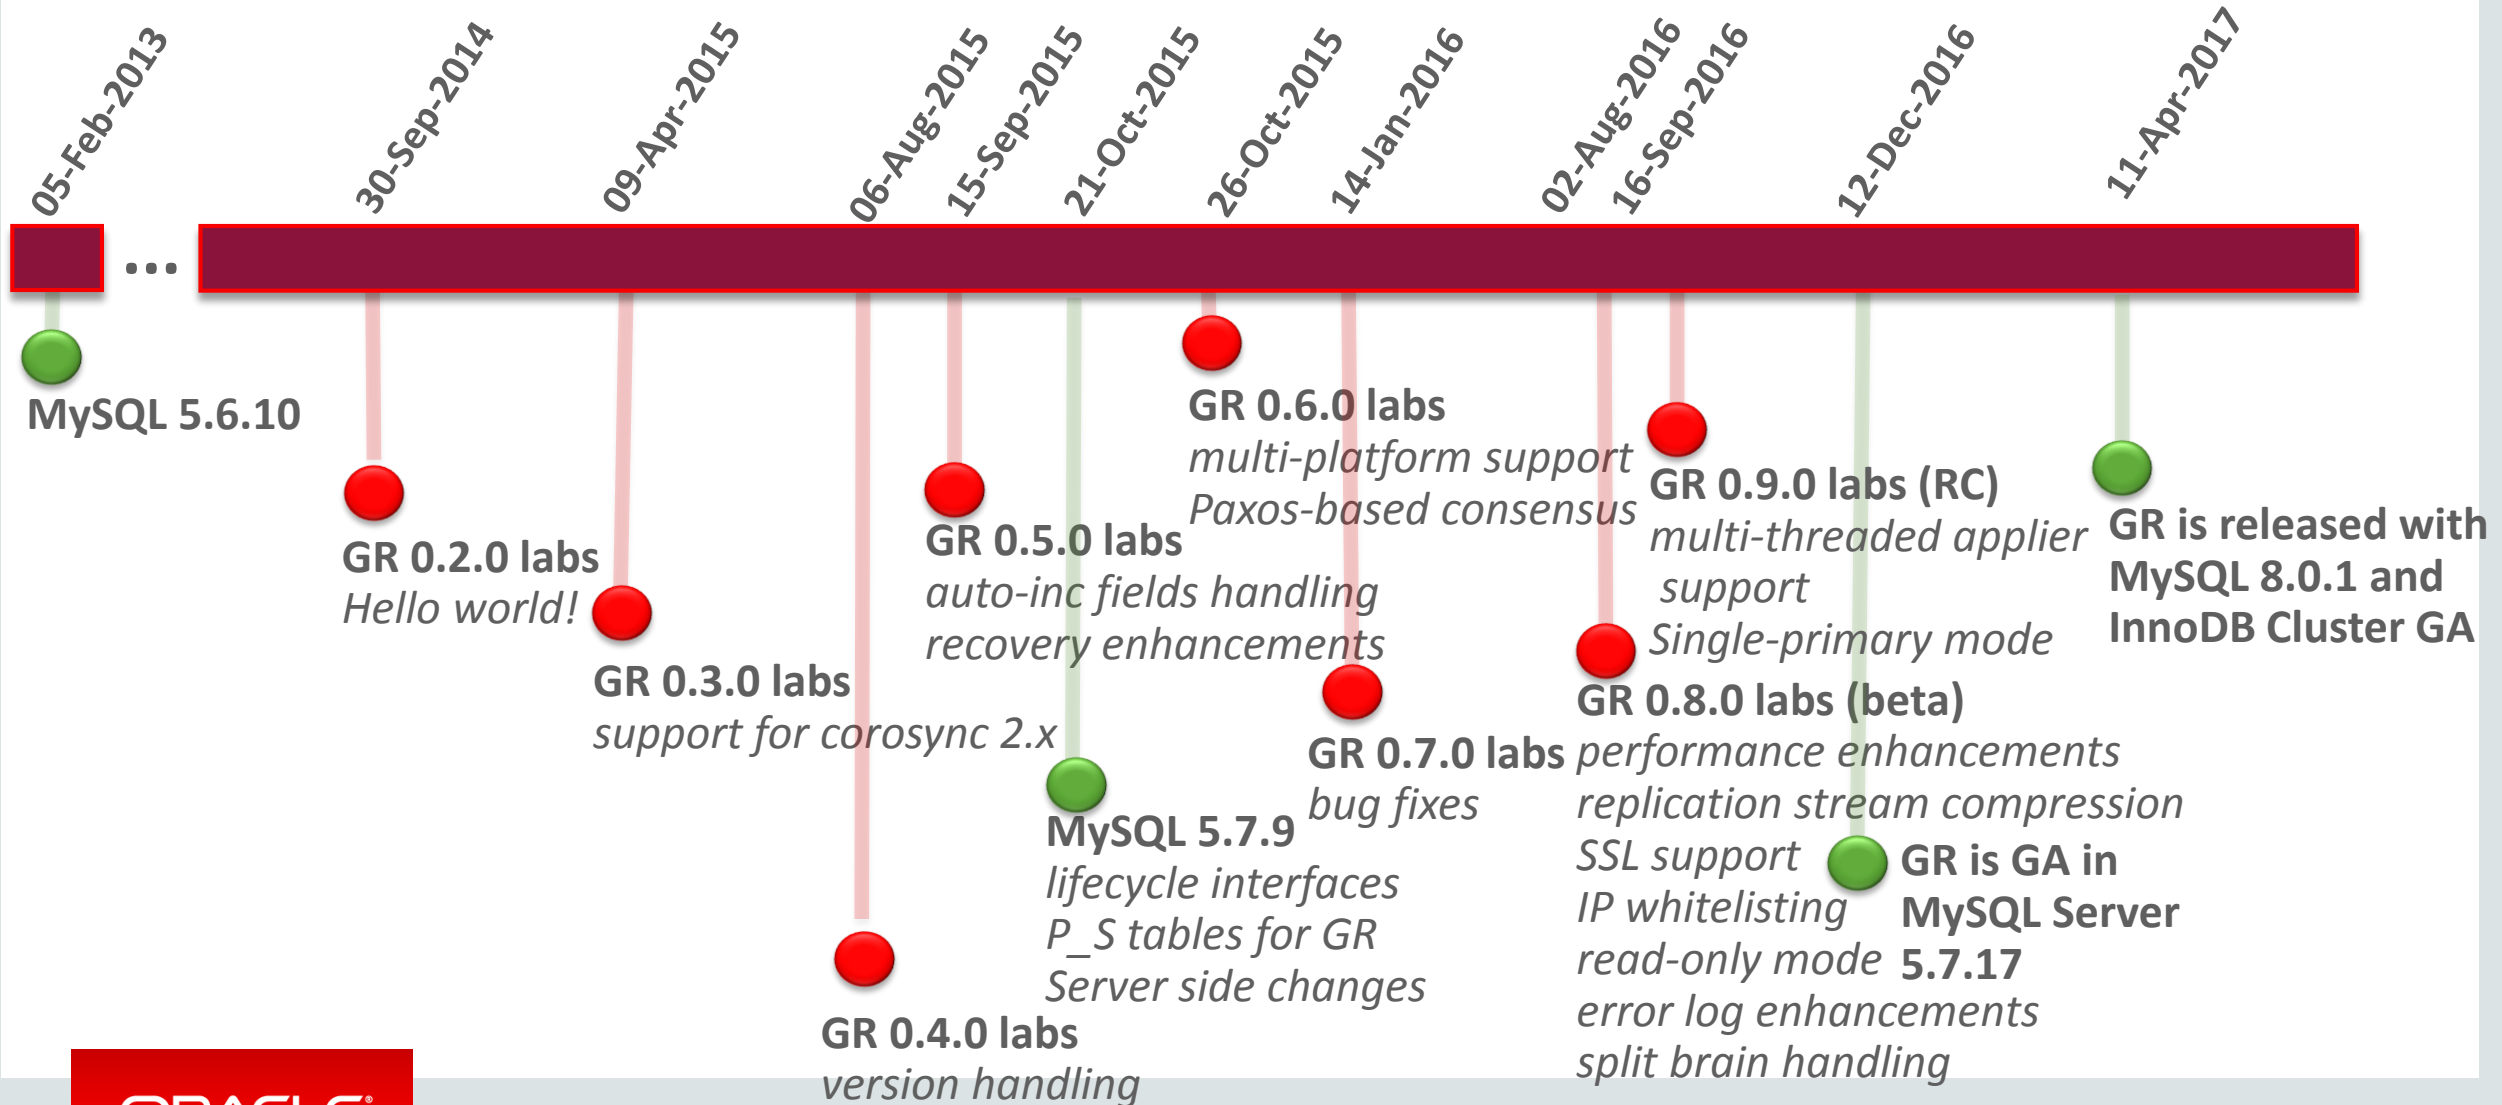 05-Feb-2013
30-Sep-2014
09-Apr-2015
06-Aug-2015
15-Sep-2015
21-Oct-2015
26-Oct-2015
14-Jan-2016
02-Aug-2016
16-Sep-2016
12-Dec-2016
11-Apr-2017
...
MySQL 5.6.10
GR 0.2.0 labs
Hello world!
GR 0.3.0 labs
support for corosync 2.x
GR 0.4.0 labs
version handling
GR 0.5.0 labs
auto-inc fields handling
recovery enhancements
MySQL 5.7.9
lifecycle interfaces
P_S tables for GR
Server side changes
GR 0.6.0 labs
multi-platform support
Paxos-based consensus
GR 0.7.0 labs
bug fixes
GR 0.8.0 labs (beta)
performance enhancements
replication stream compression
SSL support
IP whitelisting
read-only mode
error log enhancements
split brain handling
GR 0.9.0 labs (RC)
multi-threaded applier
support
Single-primary mode
GR is GA in
MySQL Server
5.7.17
GR is released with
MySQL 8.0.1 and
InnoDB Cluster GA
ORACLE®